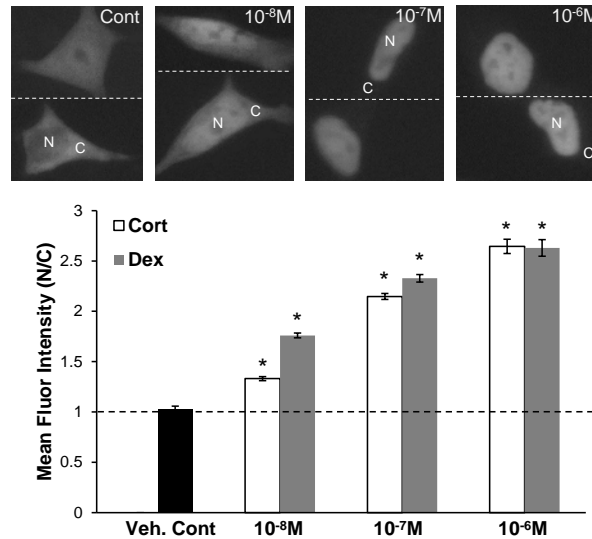 Cont
10⁻⁸M
10⁻⁷M
10⁻⁶M
N
C
N
C
N
C
N
C
Mean Fluor Intensity (N/C)
3
2.5
2
1.5
1
0.5
0
Cort
Dex
*
*
*
*
*
*
Veh. Cont
10⁻⁸M
10⁻⁷M
10⁻⁶M